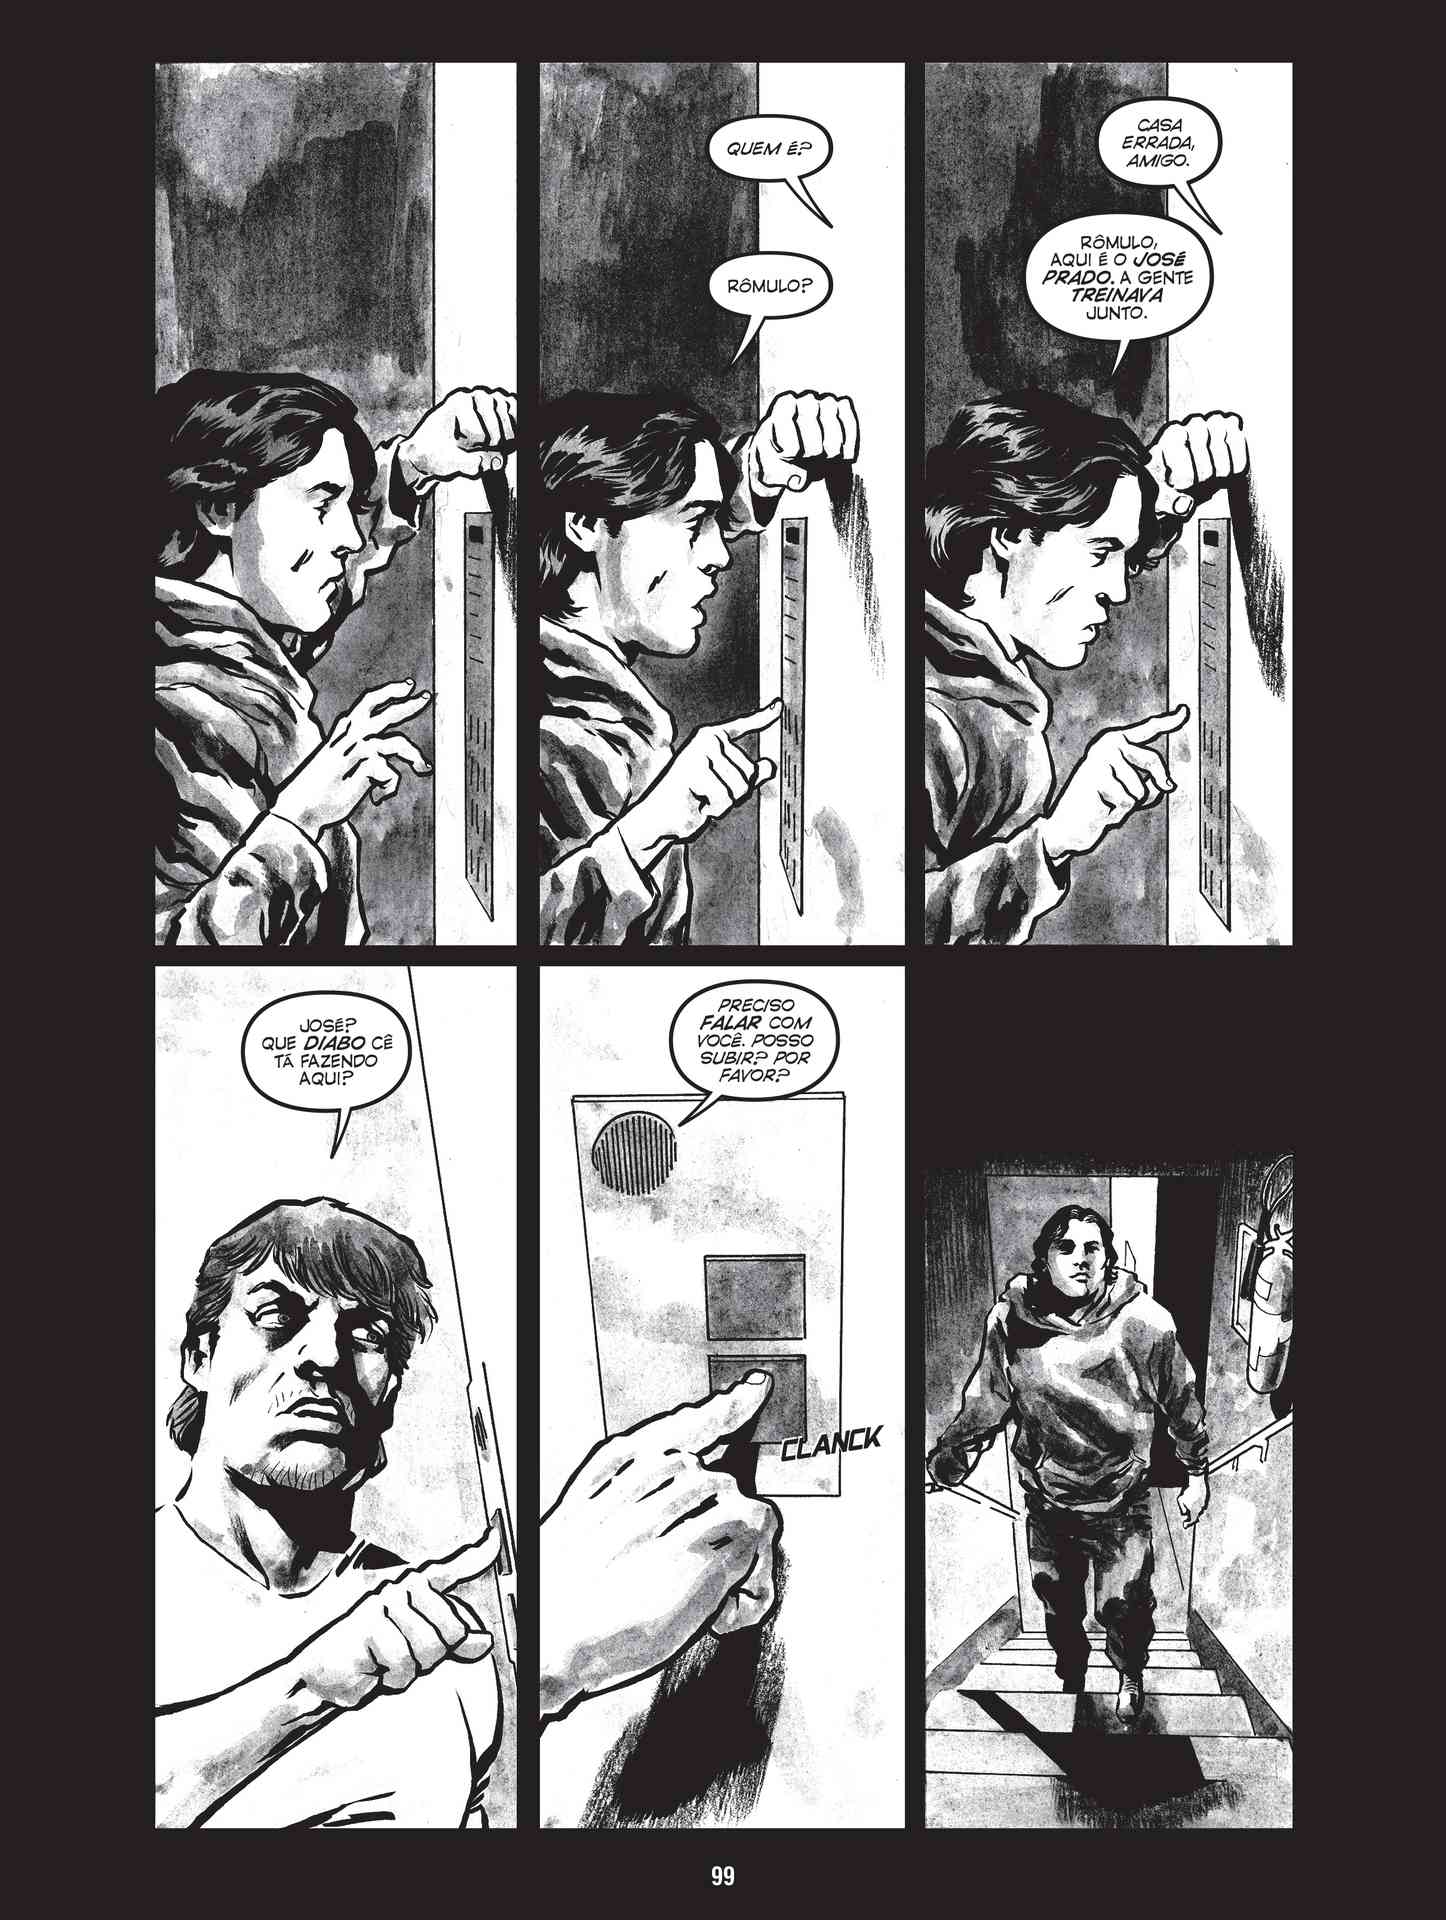 QUEM É?
RÔMULO?
CASA
ERRADA,
AMIGO.
RÔMULO,
AQUI É O JOSÉ
PRADO. A GENTE
TREINAVA
JUNTO.
JOSÉ?
QUE DIABO CÊ
TÁ FAZENDO
AQUI?
PRECISO
FALAR COM
VOCÊ. POSSO
SUBIR? POR
FAVOR?
CLANCK
99